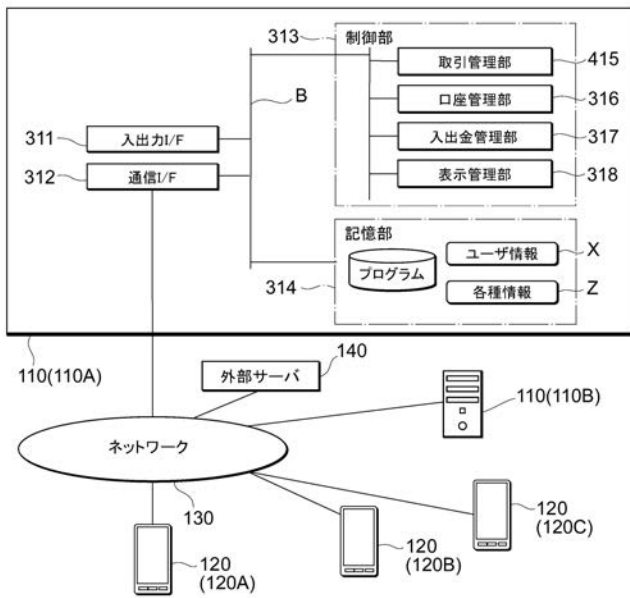 313
制御部
取引管理部
415
B
口座管理部
316
311
入出力I/F
入出金管理部
317
312
通信I/F
表示管理部
318
記憶部
ユーザ情報
X
プログラム
314
各種情報
Z
110(110A)
140
外部サーバ
110(110B)
ネットワーク
130
120
(120A)
120
(120B)
120
(120C)